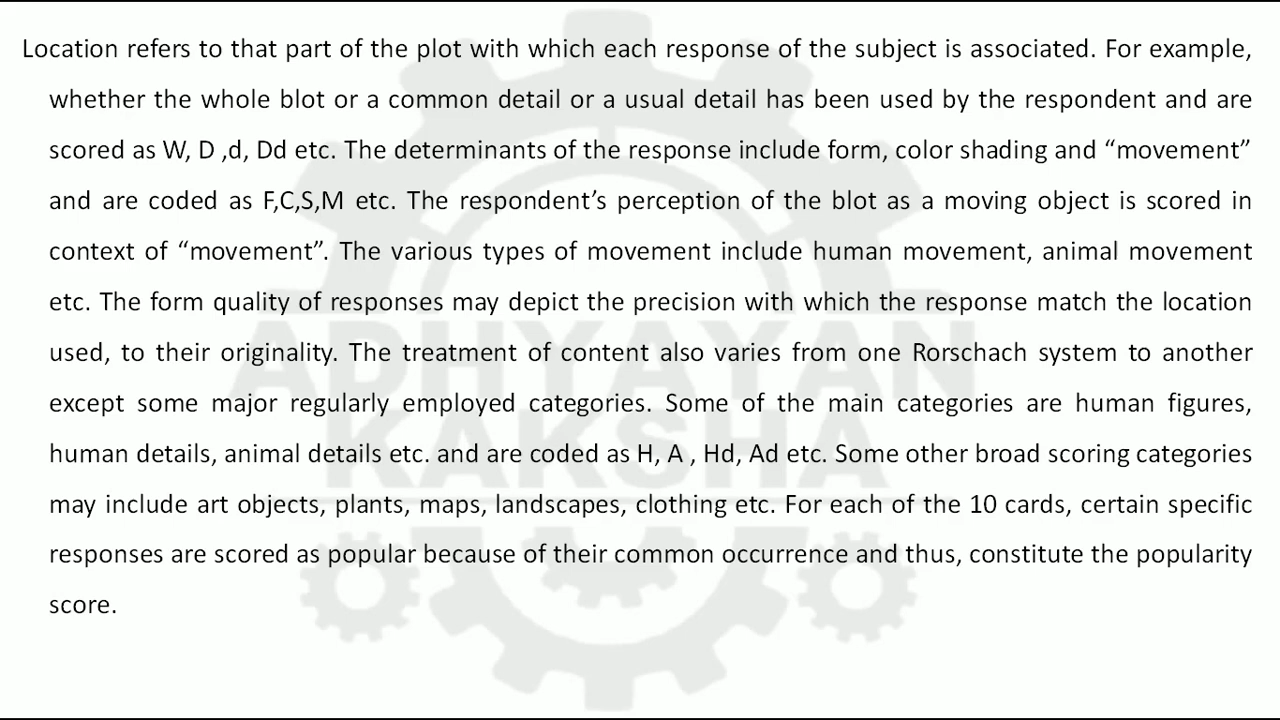 Location refers to that part of the plot with which each response of the subject is associated. For example,
whether the whole blot or a common detail or a usual detail has been used by the respondent and are
scored as W, D ,d, Dd etc. The determinants of the response include form, color shading and “movement”
and are coded as F,C,S,M etc. The respondent’s perception of the blot as a moving object is scored in
context of “movement”. The various types of movement include human movement, animal movement
etc. The form quality of responses may depict the precision with which the response match the location
used, to their originality. The treatment of content also varies from one Rorschach system to another
except some major regularly employed categories. Some of the main categories are human figures,
human details, animal details etc. and are coded as H, A , Hd, Ad etc. Some other broad scoring categories
may include art objects, plants, maps, landscapes, clothing etc. For each of the 10 cards, certain specific
responses are scored as popular because of their common occurrence and thus, constitute the popularity
score.
ADHYAYAN
KAKSHA